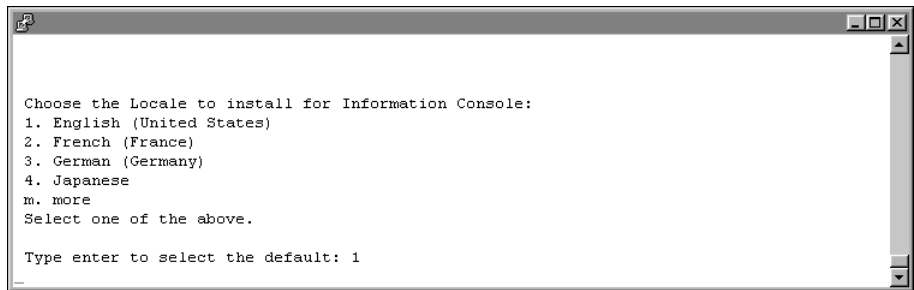 Choose the Locale to install for Information Console:
1. English (United States)
2. French (France)
3. German (Germany)
4. Japanese
m. more
Select one of the above.
Type enter to select the default: 1
_